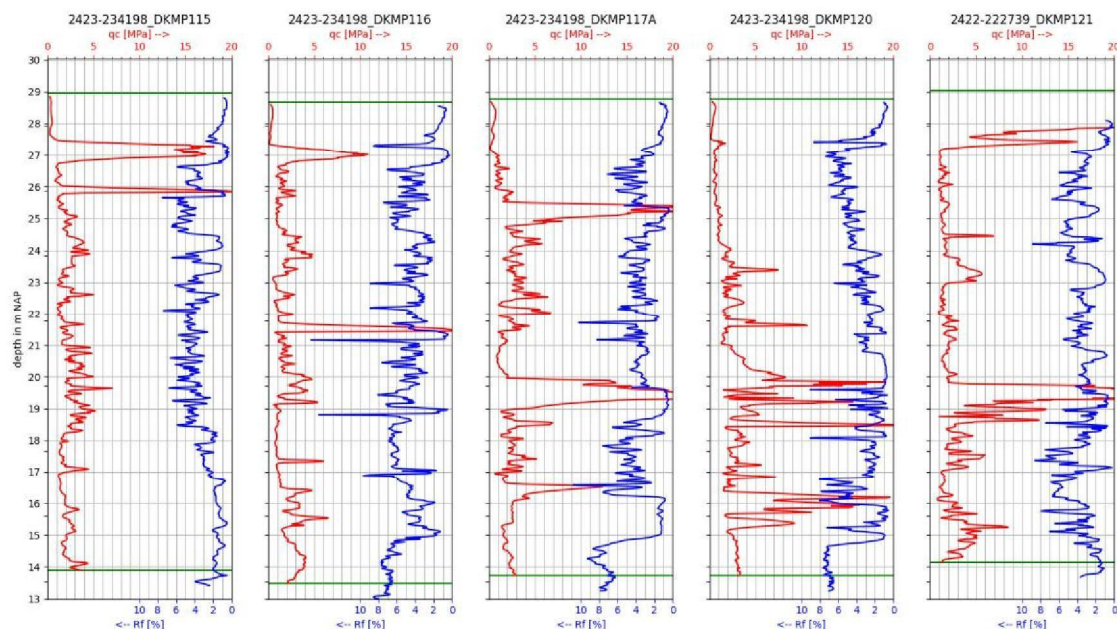 2423-234198_DKMP115
2423-234198_DKMP116
2423-234198_DKMP117A
2423-234198_DKMP120
2422-222739_DKMP121
qc [MPa] -->
qc [MPa] -->
qc [MPa] -->
qc [MPa] -->
qc [MPa] -->
0 5 10 15 20
0 5 10 15 20
0 5 10 15 20
0 5 10 15 20
0 5 10 15 20
depth in m NAP
30
29
28
27
26
25
24
23
22
21
20
19
18
17
16
15
14
13
10 8 6 4 2 0
10 8 6 4 2 0
10 8 6 4 2 0
10 8 6 4 2 0
10 8 6 4 2 0
<-- Rf [%]
<-- Rf [%]
<-- Rf [%]
<-- Rf [%]
<-- Rf [%]